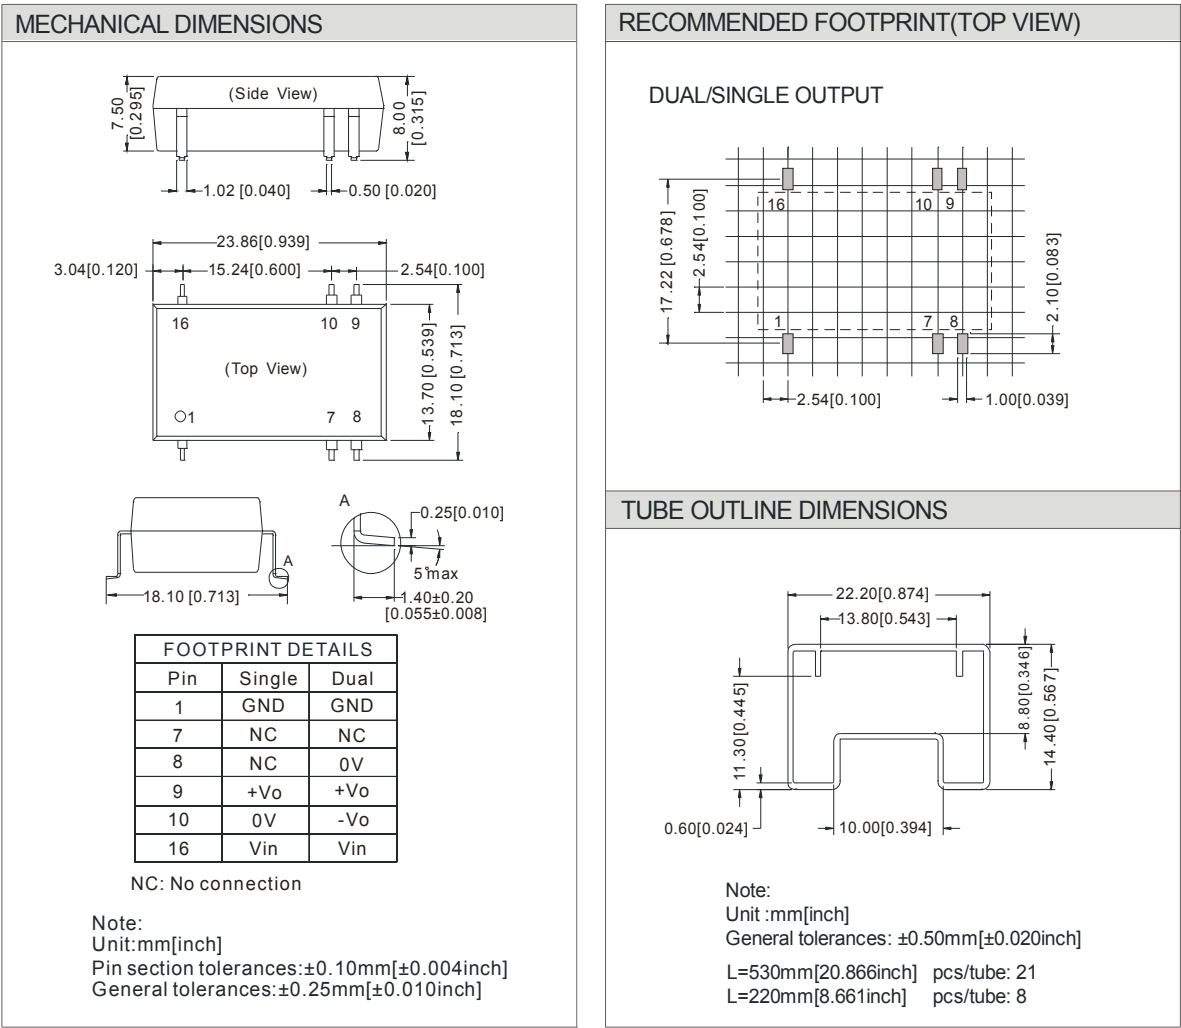 MECHANICAL DIMENSIONS
(Side View)
7.50
[0.295]
8.00
[0.315]
1.02 [0.040]
0.50 [0.020]
23.86[0.939]
3.04[0.120]
15.24[0.600]
2.54[0.100]
16
10
9
(Top View)
13.70 [0.539]
18.10 [0.713]
1
7
8
A
18.10 [0.713]
A
0.25[0.010]
5°max
1.40±0.20
[0.055±0.008]
FOOTPRINT DETAILS
Pin Single Dual
1 GND GND
7 NC NC
8 NC 0V
9 +Vo +Vo
10 0V -Vo
16 Vin Vin
NC: No connection
Note:
Unit:mm[inch]
Pin section tolerances:±0.10mm[±0.004inch]
General tolerances:±0.25mm[±0.010inch]
RECOMMENDED FOOTPRINT(TOP VIEW)
DUAL/SINGLE OUTPUT
16
10
9
17.22 [0.678]
2.54[0.100]
2.10[0.083]
1
7
8
2.54[0.100]
1.00[0.039]
TUBE OUTLINE DIMENSIONS
22.20[0.874]
13.80[0.543]
11.30[0.445]
8.80[0.346]
14.40[0.567]
0.60[0.024]
10.00[0.394]
Note:
Unit :mm[inch]
General tolerances: ±0.50mm[±0.020inch]
L=530mm[20.866inch] pcs/tube: 21
L=220mm[8.661inch] pcs/tube: 8